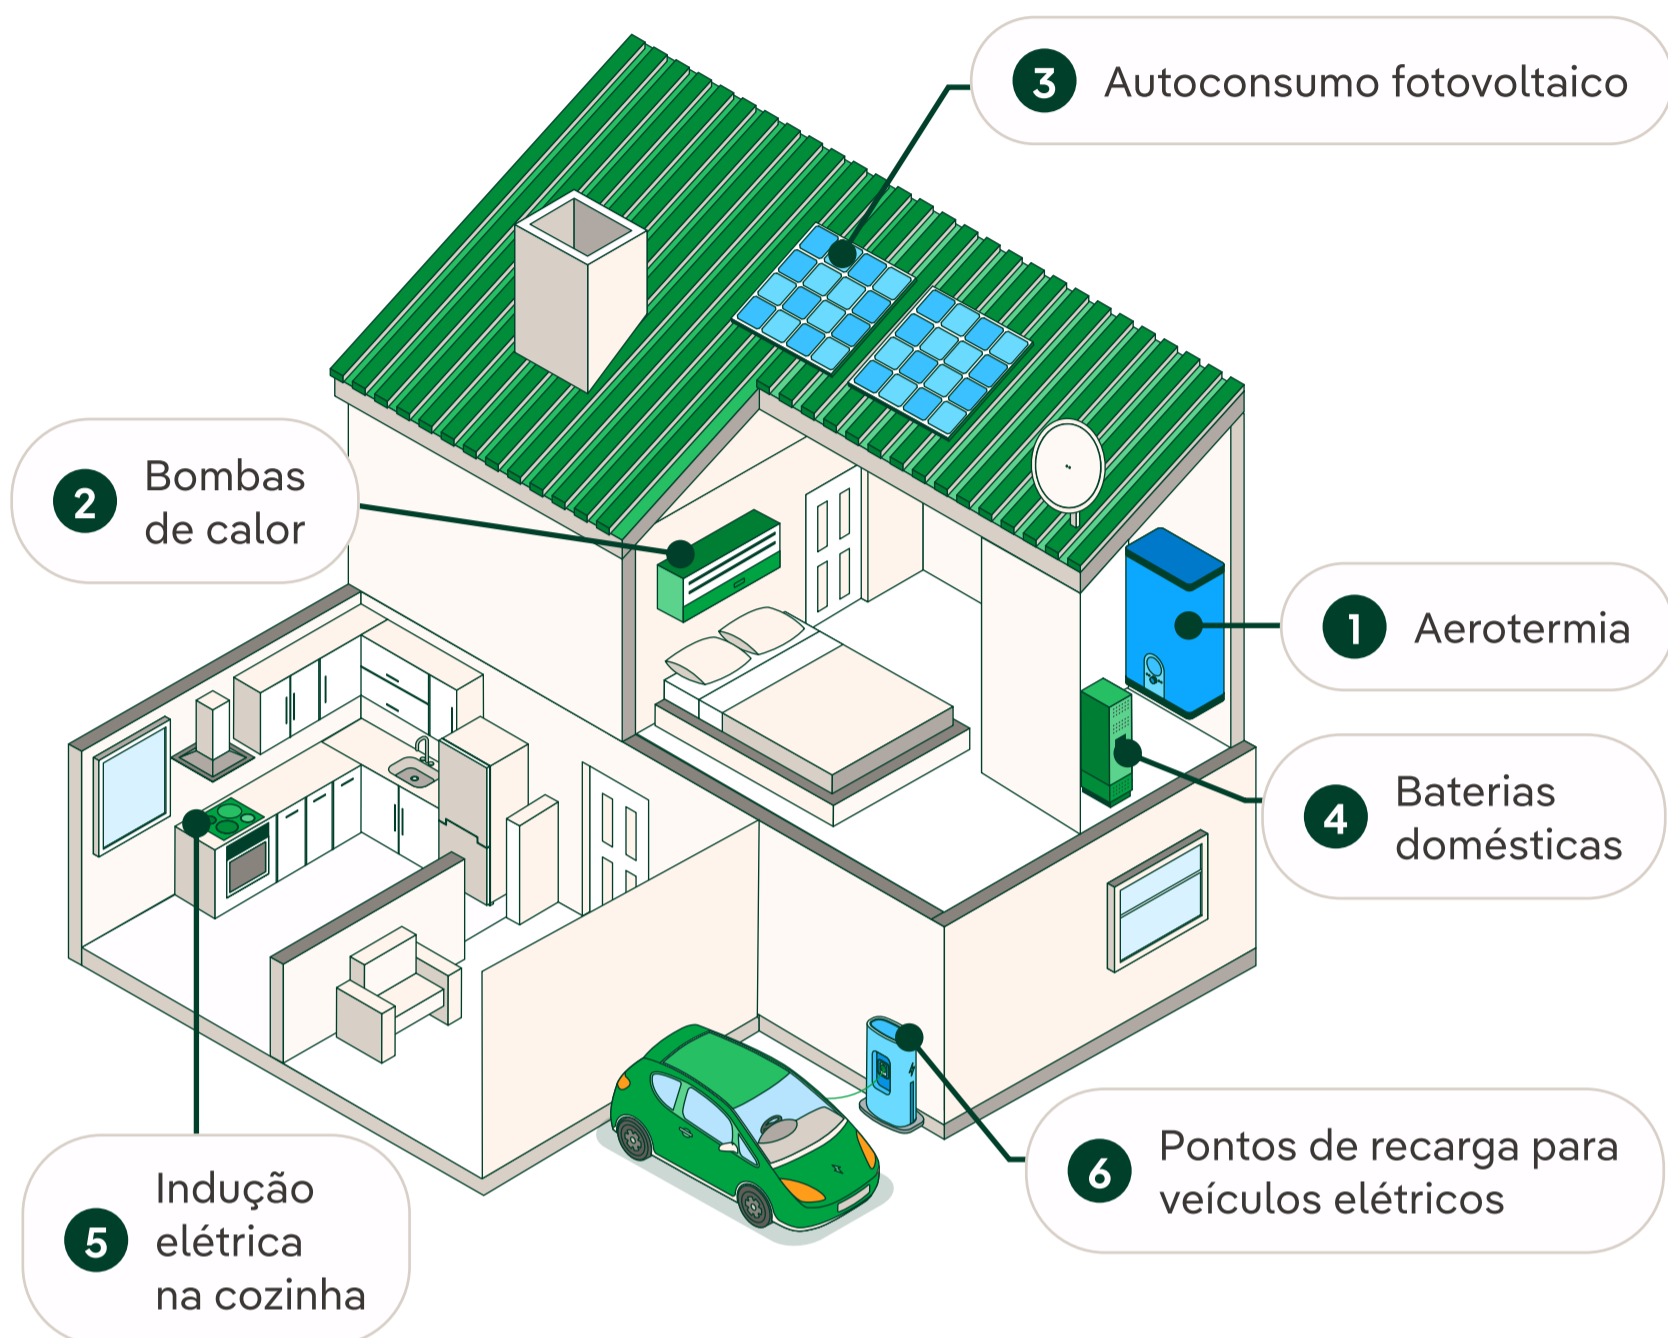 3 Autoconsumo fotovoltaico
2 Bombas
de calor
1 Aerotermia
4 Baterias
domésticas
6 Pontos de recarga para
veículos elétricos
5 Indução
elétrica
na cozinha